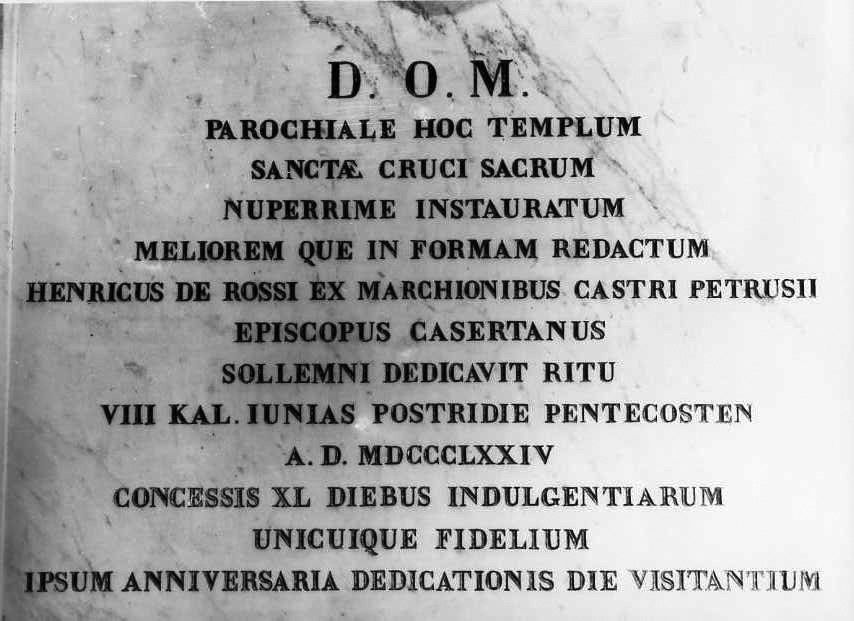 D. O. M.
PAROCHIALE HOC TEMPLUM
SANCTÆ CRUCI SACRUM
NUPERRIME INSTAURATUM
MELIOREM QUE IN FORMAM REDACTUM
HENRICUS DE ROSSI EX MARCHIONIBUS CASTRI PETRUSII
EPISCOPUS CASERTANUS
SOLLEMNI DEDICAVIT RITU
VIII KAL. IUNIAS POSTRIDIE PENTECOSTEN
A. D. MDCCCLXXIV
CONCESSIS XL DIEBUS INDULGENTIARUM
UNICUIQUE FIDELIUM
IPSUM ANNIVERSARIA DEDICATIONIS DIE VISITANTIUM